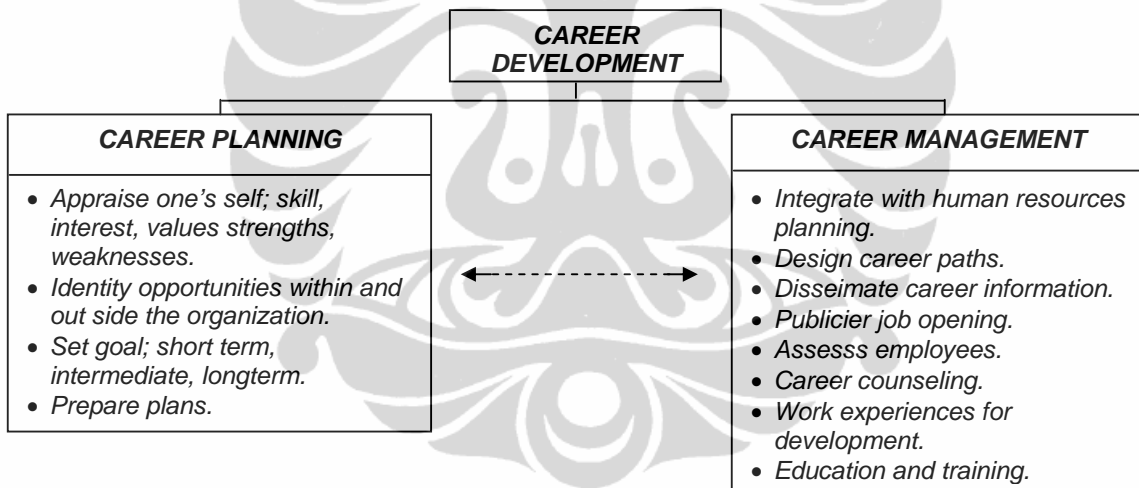 CAREER
DEVELOPMENT
CAREER PLANNING
• Appraise one’s self; skill,
interest, values strengths,
weaknesses.
• Identity opportunities within and
out side the organization.
• Set goal; short term,
intermediate, longterm.
• Prepare plans.
CAREER MANAGEMENT
• Integrate with human resources
planning.
• Design career paths.
• Disseimate career information.
• Publicier job opening.
• Assesss employees.
• Career counseling.
• Work experiences for
development.
• Education and training.